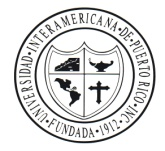 UNIVERSIDAD•INTERAMERICANA•DE•PUERTO RICO, INC•
FUNDADA•1912•